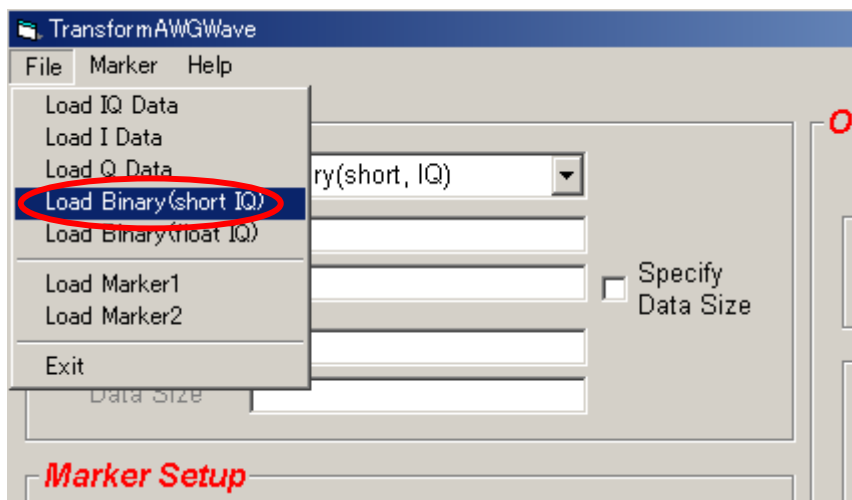 TransformAWGWave
File Marker Help
Load IQ Data
Load I Data
Load Q Data
Load Binary(short IQ)
Load Binary(float IQ)
Load Marker1
Load Marker2
Exit
ry(short, IQ)
Specify
Data Size
Data Size
Marker Setup
O